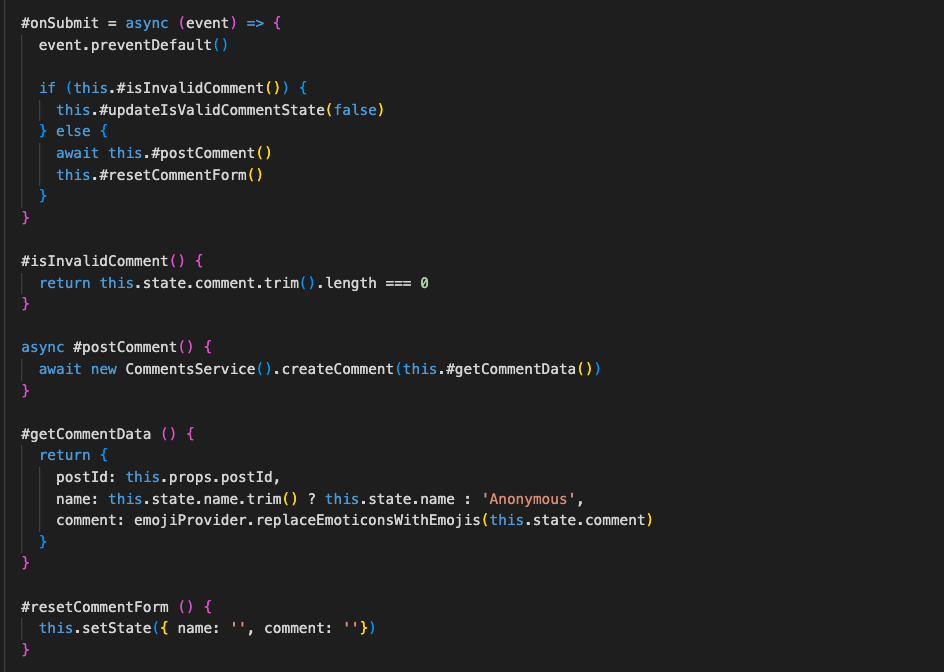 #onSubmit = async (event) => {
  event.preventDefault()

  if (this.#isInvalidComment()) {
    this.#updateIsValidCommentState(false)
  } else {
    await this.#postComment()
    this.#resetCommentForm()
  }
}

#isInvalidComment() {
  return this.state.comment.trim().length === 0
}

async #postComment() {
  await new CommentsService().createComment(this.#getCommentData())
}

#getCommentData () {
  return {
    postId: this.props.postId,
    name: this.state.name.trim() ? this.state.name : 'Anonymous',
    comment: emojiProvider.replaceEmoticonsWithEmojis(this.state.comment)
  }
}

#resetCommentForm () {
  this.setState({ name: '', comment: ''})
}